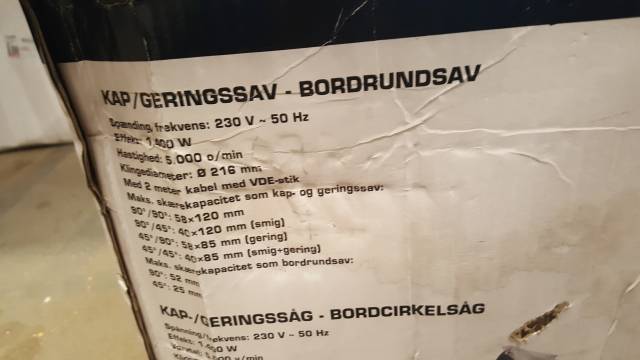 KAP/GERINGSSAV - BORDRUNDSAV
Spænding, frekvens: 230 V ~ 50 Hz
Effekt: 1.400 W
Hastighed: 5.000 o/min
Klingediameter: Ø 216 mm
Med 2 meter kabel med VDE-stik
Maks. skærekapacitet som kap- og geringssav:
90°/90°: 58x120 mm
90°/45°: 40x120 mm (smig)
45°/90°: 58x85 mm (gering)
45°/45°: 40x85 mm (smig+gering)
Maks. skærekapacitet som bordrundsav:
90°: 52 mm
45°: 25 mm
KAP-/GERINGSSÅG - BORDCIRKELSÅG
Spänning/frekvens: 230 V ~ 50 Hz
Effekt: 1.400 W